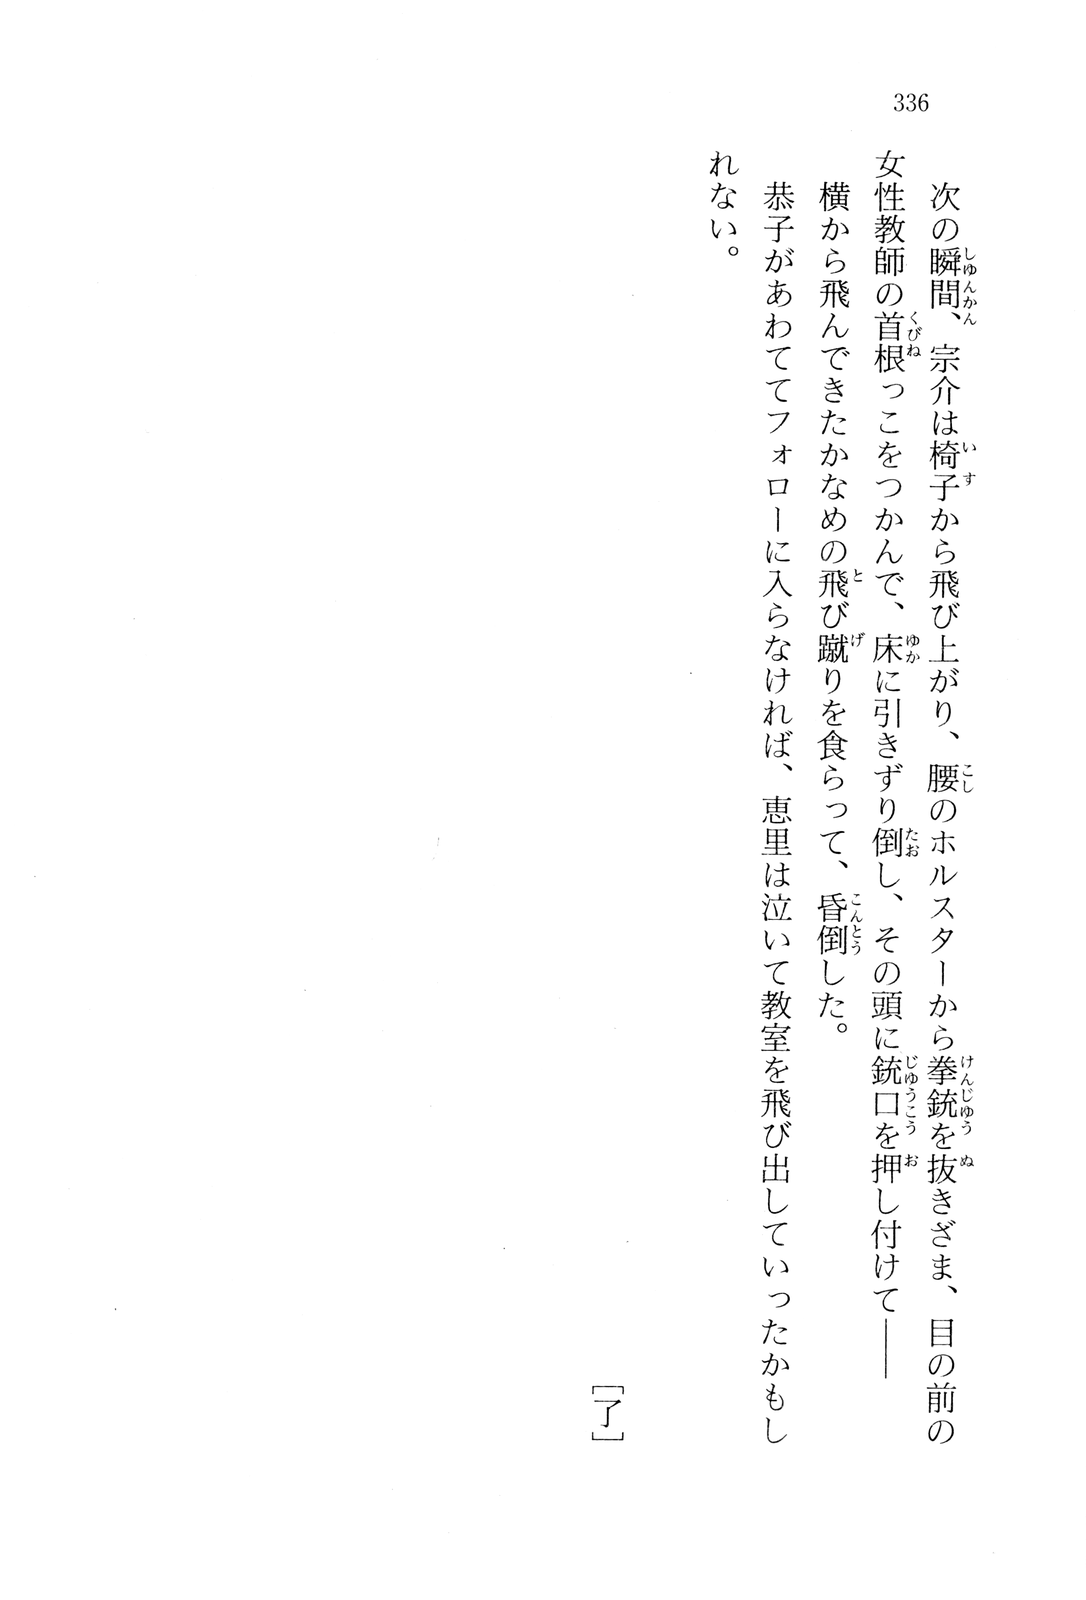 336
次の瞬間、宗介は椅子から飛び上がり、腰のホルスターから拳銃を抜きざま、目の前の
女性教師の首根っこをつかんで、床に引きずり倒し、その頭に銃口を押し付けて――
横から飛んできたかなめの飛び蹴りを食らって、昏倒した。
恭子があわててフォローに入らなければ、恵里は泣いて教室を飛び出していったかもし
れない。
［了］